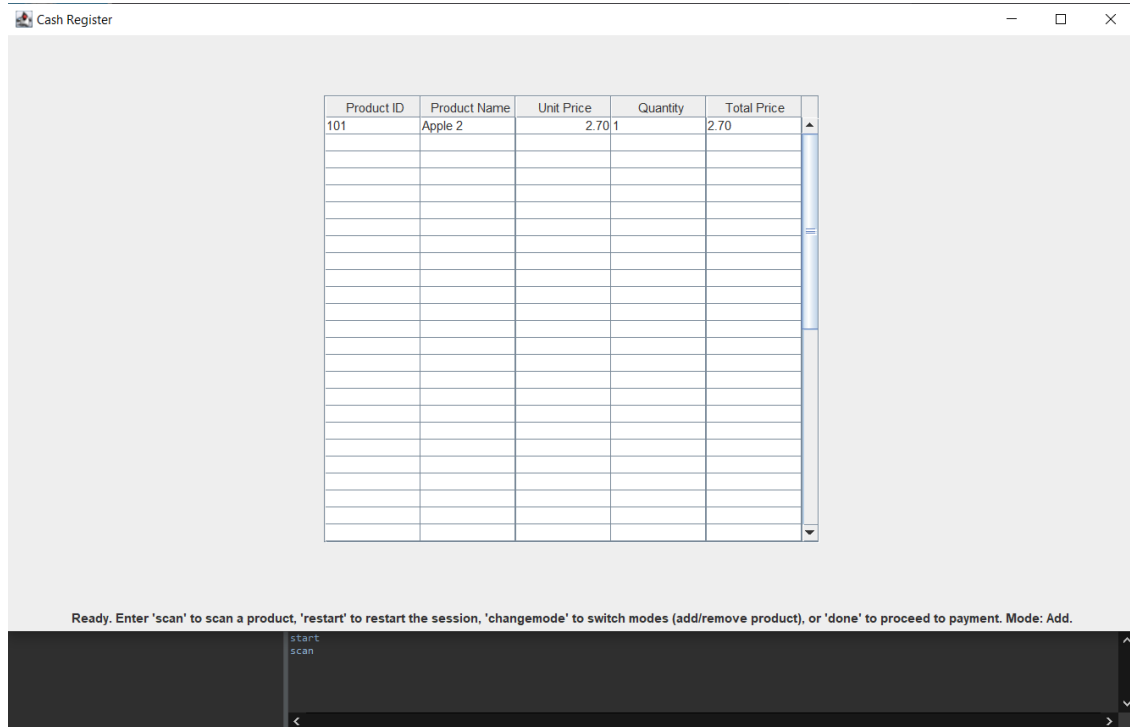 Cash Register
Product ID Product Name Unit Price Quantity Total Price
101 Apple 2 2.70 1 2.70
Ready. Enter 'scan' to scan a product, 'restart' to restart the session, 'changemode' to switch modes (add/remove product), or 'done' to proceed to payment. Mode: Add.
start
scan